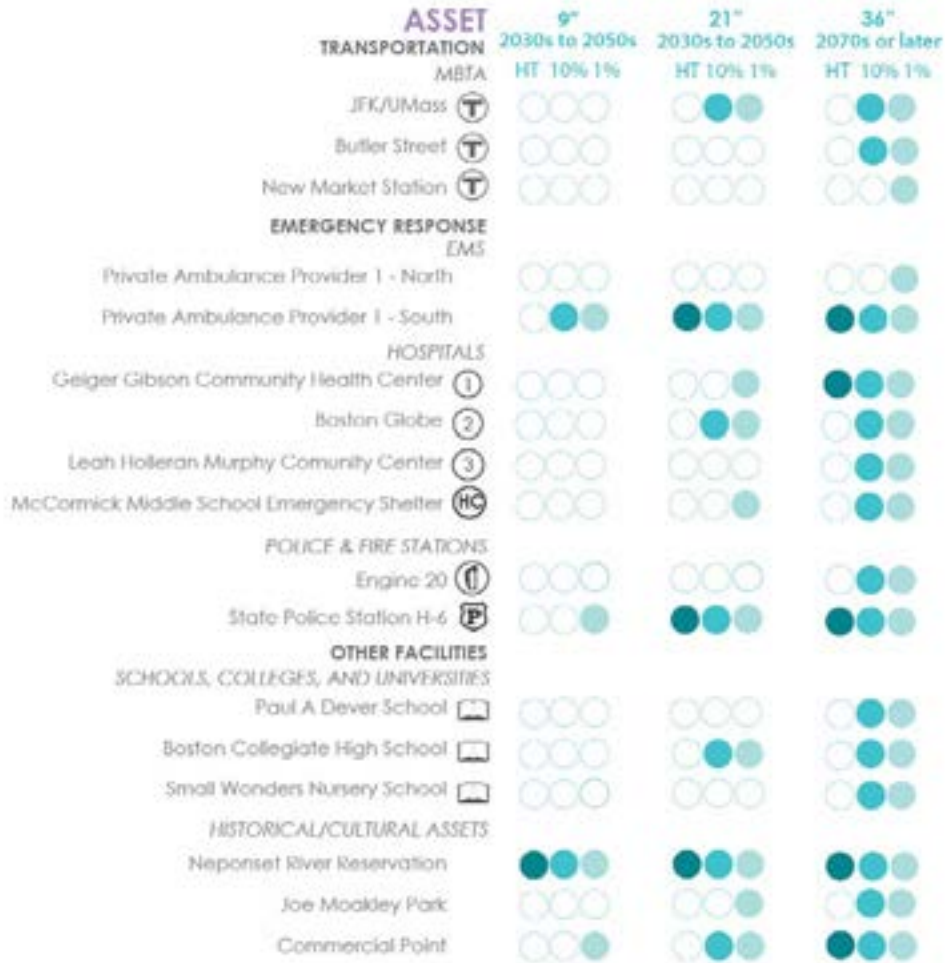 ASSET 9" 21" 36"
TRANSPORTATION 2030s to 2050s 2030s to 2050s 2070s or later
MBTA HT 10% 1% HT 10% 1% HT 10% 1%
JFK/UMass T
Butler Street T
New Market Station T
EMERGENCY RESPONSE
EMS
Private Ambulance Provider 1 - North
Private Ambulance Provider 1 - South
HOSPITALS
Geiger Gibson Community Health Center 1
Boston Globe 2
Leah Holleran Murphy Comunity Center 3
McCormick Middle School Emergency Shelter HC
POLICE & FIRE STATIONS
Engine 20
State Police Station H-6 P
OTHER FACILITIES
SCHOOLS, COLLEGES, AND UNIVERSITIES
Paul A Dever School
Boston Collegiate High School
Small Wonders Nursery School
HISTORICAL/CULTURAL ASSETS
Neponset River Reservation
Joe Moakley Park
Commercial Point